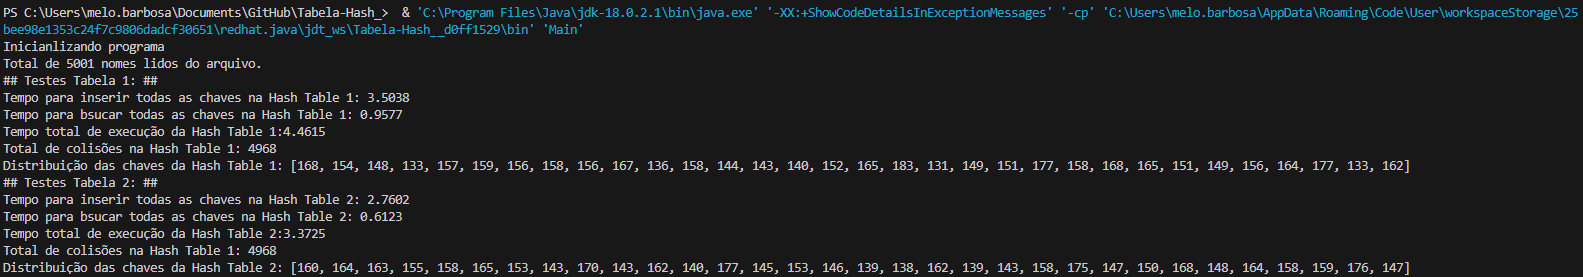 PS C:\Users\melo.barbosa\Documents\GitHub\Tabela-Hash_>  & 'C:\Program Files\Java\jdk-18.0.2.1\bin\java.exe' '-XX:+ShowCodeDetailsInExceptionMessages' '-cp' 'C:\Users\melo.barbosa\AppData\Roaming\Code\User\workspaceStorage\25
bee98e1353c24f7c9806dadcf30651\redhat.java\jdt_ws\Tabela-Hash__d0ff1529\bin' 'Main'
Inicianlizando programa
Total de 5001 nomes lidos do arquivo.
## Testes Tabela 1: ##
Tempo para inserir todas as chaves na Hash Table 1: 3.5038
Tempo para bsucar todas as chaves na Hash Table 1: 0.9577
Tempo total de execução da Hash Table 1:4.4615
Total de colisões na Hash Table 1: 4968
Distribuição das chaves da Hash Table 1: [168, 154, 148, 133, 157, 159, 156, 158, 156, 167, 136, 158, 144, 143, 140, 152, 165, 183, 131, 149, 151, 177, 158, 168, 165, 151, 149, 156, 164, 177, 133, 162]
## Testes Tabela 2: ##
Tempo para inserir todas as chaves na Hash Table 2: 2.7602
Tempo para bsucar todas as chaves na Hash Table 2: 0.6123
Tempo total de execução da Hash Table 2:3.3725
Total de colisões na Hash Table 1: 4968
Distribuição das chaves da Hash Table 2: [160, 164, 163, 155, 158, 165, 153, 143, 170, 143, 162, 140, 177, 145, 153, 146, 139, 138, 162, 139, 143, 158, 175, 147, 150, 168, 148, 164, 158, 159, 176, 147]